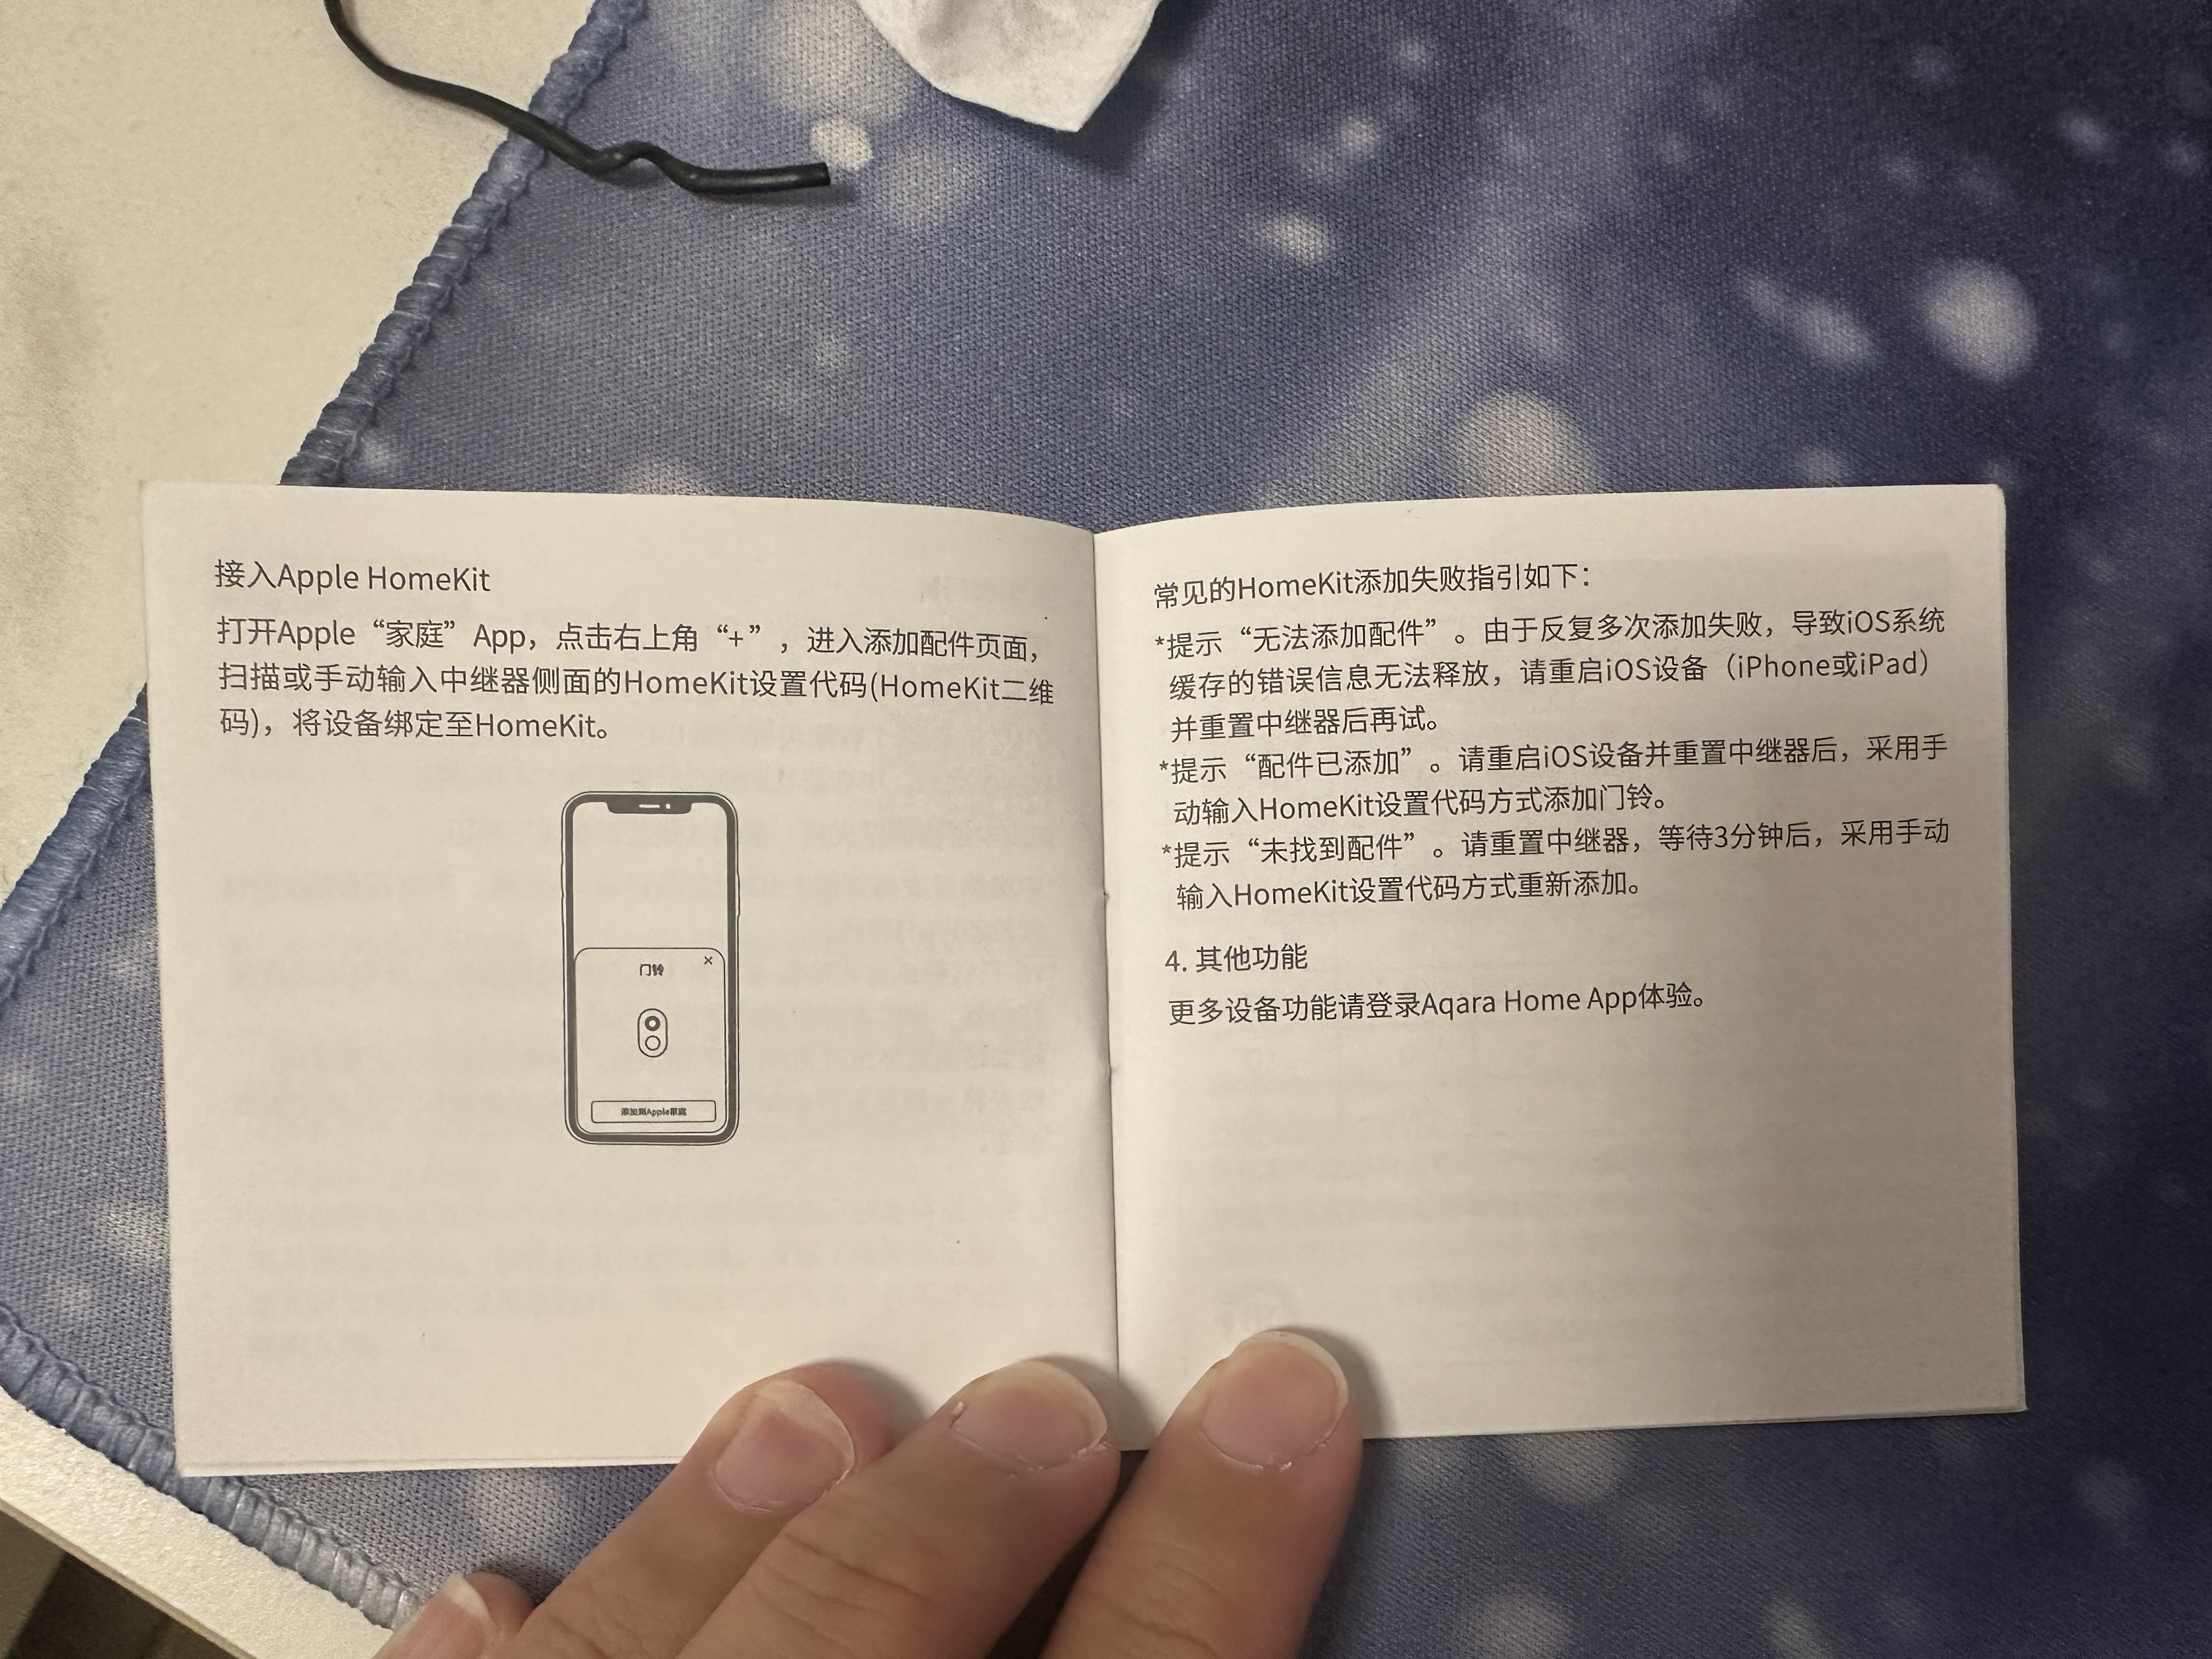 接入Apple HomeKit
打开Apple“家庭”App，点击右上角“+”，进入添加配件页面，
扫描或手动输入中继器侧面的HomeKit设置代码(HomeKit二维
码)，将设备绑定至HomeKit。
门铃
×
添加到Apple家庭
常见的HomeKit添加失败指引如下：
*提示“无法添加配件”。由于反复多次添加失败，导致iOS系统
缓存的错误信息无法释放，请重启iOS设备（iPhone或iPad）
并重置中继器后再试。
*提示“配件已添加”。请重启iOS设备并重置中继器后，采用手
动输入HomeKit设置代码方式添加门铃。
*提示“未找到配件”。请重置中继器，等待3分钟后，采用手动
输入HomeKit设置代码方式重新添加。
4. 其他功能
更多设备功能请登录Aqara Home App体验。